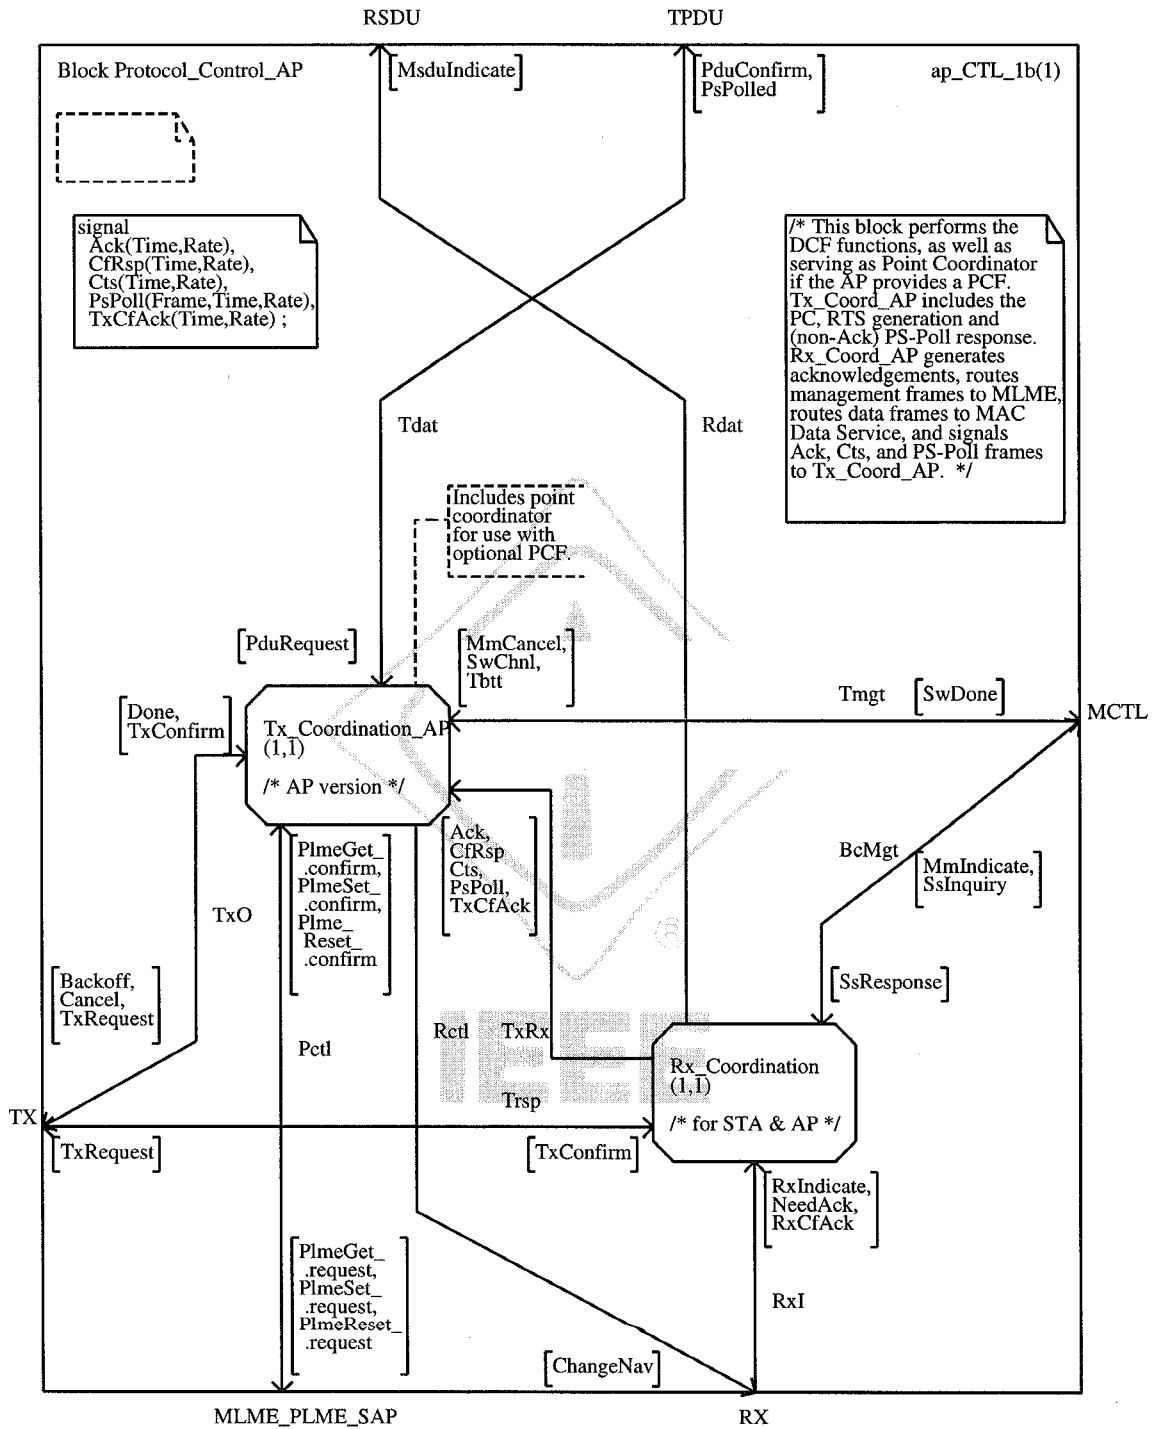 RSDU
TPDU
Block Protocol_Control_AP
[MsduIndicate]
[PduConfirm,
PsPolled]
ap_CTL_1b(1)
signal
Ack(Time,Rate),
CfRsp(Time,Rate),
Cts(Time,Rate),
PsPoll(Frame,Time,Rate),
TxCfAck(Time,Rate) ;
/* This block performs the
DCF functions, as well as
serving as Point Coordinator
if the AP provides a PCF.
Tx_Coord_AP includes the
PC, RTS generation and
(non-Ack) PS-Poll response.
Rx_Coord_AP generates
acknowledgements, routes
management frames to MLME,
routes data frames to MAC
Data Service, and signals
Ack, Cts, and PS-Poll frames
to Tx_Coord_AP. */
Tdat
Rdat
Includes point
coordinator
for use with
optional PCF.
[PduRequest]
[MmCancel,
SwChnl,
Tbtt]
Tmgt
[SwDone]
MCTL
[Done,
TxConfirm]
Tx_Coordination_AP
(1,1)
/* AP version */
[PlmeGet_
.confirm,
PlmeSet_
.confirm,
Plme_
Reset_
.confirm]
[Ack,
CfRsp
Cts,
PsPoll,
TxCfAck]
BcMgt
[MmIndicate,
SsInquiry]
TxO
[Backoff,
Cancel,
TxRequest]
[SsResponse]
Pctl
Rctl
TxRx
IEEE
®
Rx_Coordination
(1,1)
/* for STA & AP */
TX
Trsp
[TxRequest]
[TxConfirm]
[RxIndicate,
NeedAck,
RxCfAck]
[PlmeGet_
.request,
PlmeSet_
.request,
PlmeReset_
.request]
RxI
[ChangeNav]
MLME_PLME_SAP
RX